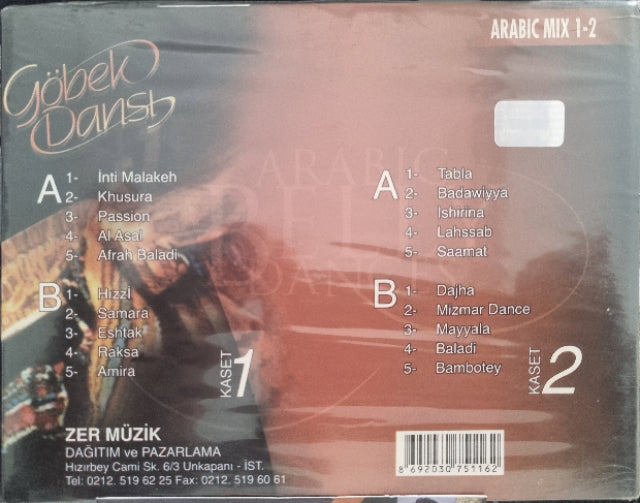 ARABIC MIX 1-2
Göbek
Dansı
ARABIC
BELLY
DANCES
A
1- İnti Malakeh
2- Khusura
3- Passion
4- Al Asal
5- Afrah Baladi
B
1- Hizzİ
2- Samara
3- Eshtak
4- Raksa
5- Amira
KASET 1
A
1- Tabla
2- Badawiyya
3- Ishirina
4- Lahssab
5- Saamat
B
1- Dajha
2- Mizmar Dance
3- Mayyala
4- Baladi
5- Bambotey
KASET 2
ZER MÜZİK
DAĞITIM ve PAZARLAMA
Hızırbey Cami Sk. 6/3 Unkapanı - İST.
Tel: 0212. 519 62 25 Fax: 0212. 519 60 61
8 692030 751162